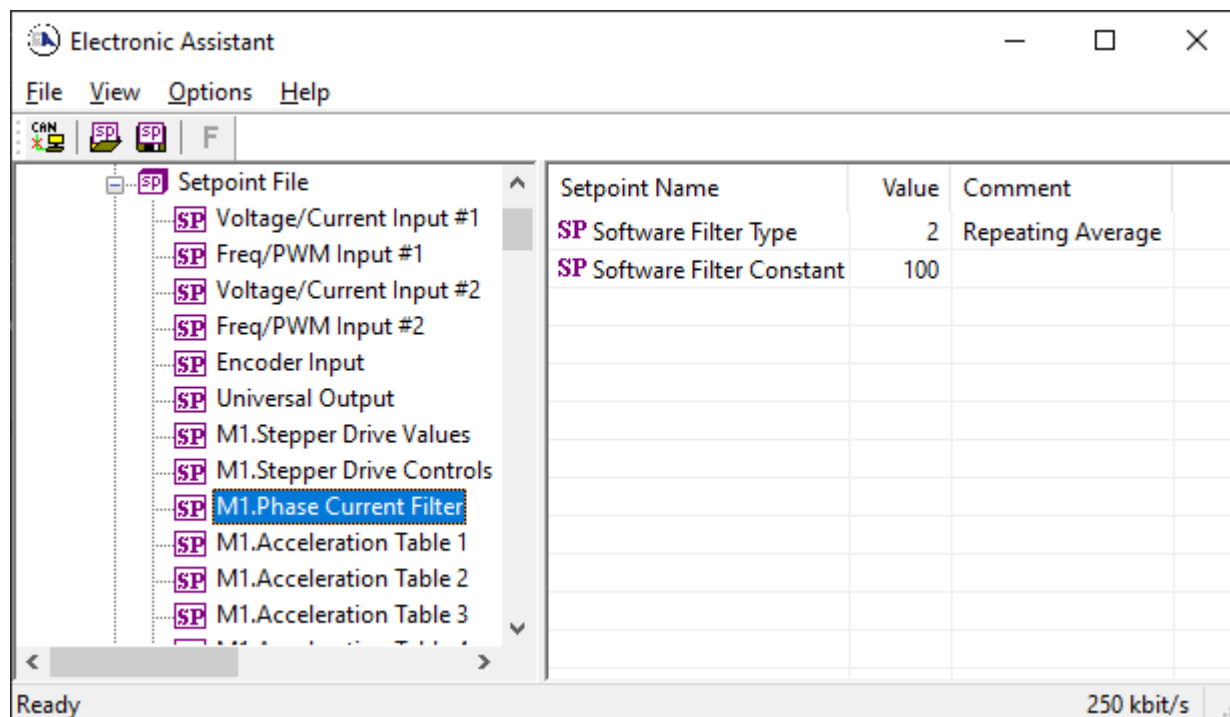 Electronic Assistant
File View Options Help
CAN SP SP F
SP Setpoint File
SP Voltage/Current Input #1
SP Freq/PWM Input #1
SP Voltage/Current Input #2
SP Freq/PWM Input #2
SP Encoder Input
SP Universal Output
SP M1.Stepper Drive Values
SP M1.Stepper Drive Controls
SP M1.Phase Current Filter
SP M1.Acceleration Table 1
SP M1.Acceleration Table 2
SP M1.Acceleration Table 3
Setpoint Name Value Comment
SP Software Filter Type 2 Repeating Average
SP Software Filter Constant 100
Ready 250 kbit/s